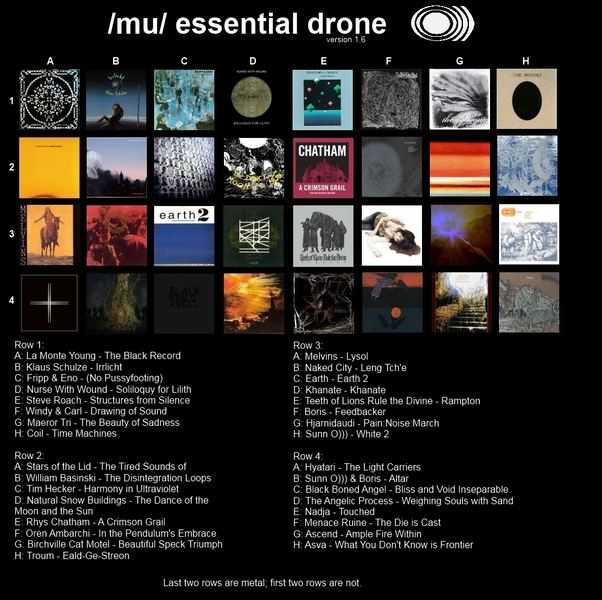 /mu/ essential drone
version 1.6
A B C D E F G H
1
2
3
4
CHATHAM
A CRIMSON GRAIL
earth 2
Row 1:
A: La Monte Young - The Black Record
B: Klaus Schulze - Irrlicht
C: Fripp & Eno - (No Pussyfooting)
D: Nurse With Wound - Soliloquy for Lilith
E: Steve Roach - Structures from Silence
F: Windy & Carl - Drawing of Sound
G: Maeror Tri - The Beauty of Sadness
H: Coil - Time Machines
Row 2:
A: Stars of the Lid - The Tired Sounds of
B: William Basinski - The Disintegration Loops
C: Tim Hecker - Harmony in Ultraviolet
D: Natural Snow Buildings - The Dance of the
Moon and the Sun
E: Rhys Chatham - A Crimson Grail
F: Oren Ambarchi - In the Pendulum's Embrace
G: Birchville Cat Motel - Beautiful Speck Triumph
H: Troum - Eald-Ge-Streon
Row 3:
A: Melvins - Lysol
B: Naked City - Leng Tch'e
C: Earth - Earth 2
D: Khanate - Khanate
E: Teeth of Lions Rule the Divine - Rampton
F: Boris - Feedbacker
G: Hjarnidaudi - Pain:Noise:March
H: Sunn O))) - White 2
Row 4:
A: Hyatari - The Light Carriers
B: Sunn O))) & Boris - Altar
C: Black Boned Angel - Bliss and Void Inseparable
D: The Angelic Process - Weighing Souls with Sand
E: Nadja - Touched
F: Menace Ruine - The Die is Cast
G: Ascend - Ample Fire Within
H: Asva - What You Don't Know is Frontier
Last two rows are metal; first two rows are not.